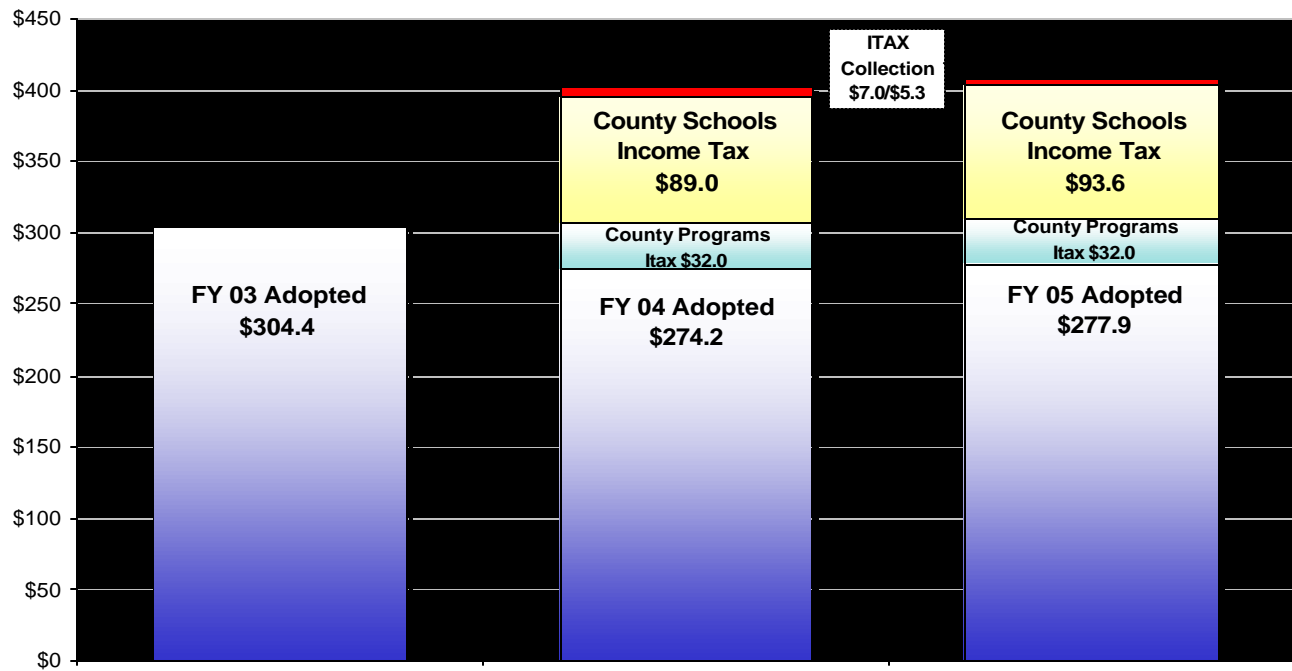 $450
$400
$350
$300
$250
$200
$150
$100
$50
$0
FY 03 Adopted
$304.4
County Schools
Income Tax
$89.0
County Programs
Itax $32.0
FY 04 Adopted
$274.2
ITAX
Collection
$7.0/$5.3
County Schools
Income Tax
$93.6
County Programs
Itax $32.0
FY 05 Adopted
$277.9